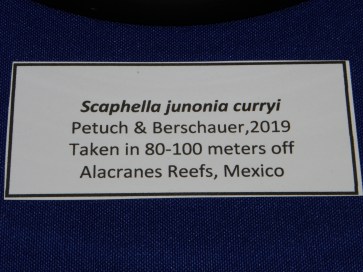 Scaphella junonia curryi
Petuch & Berschauer,2019
Taken in 80-100 meters off
Alacranes Reefs, Mexico